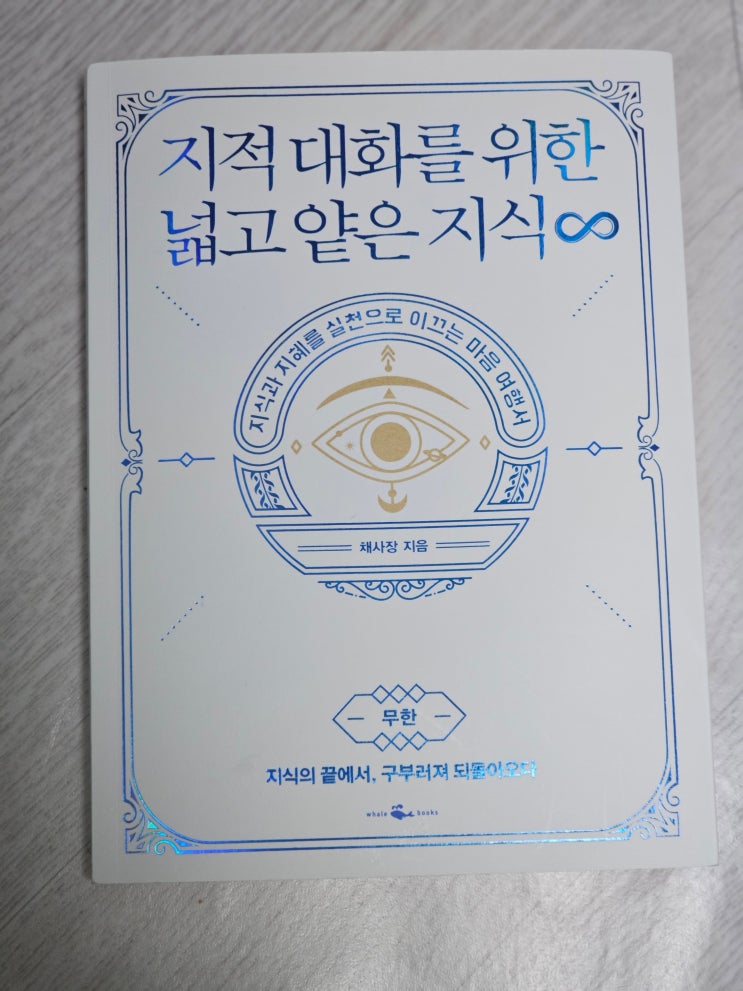 지적 대화를 위한
넓고 얕은 지식∞
지식과 지혜를 실천으로 이끄는 마음 여행서
채사장 지음
무한
지식의 끝에서, 구부러져 되돌아오다
whale books